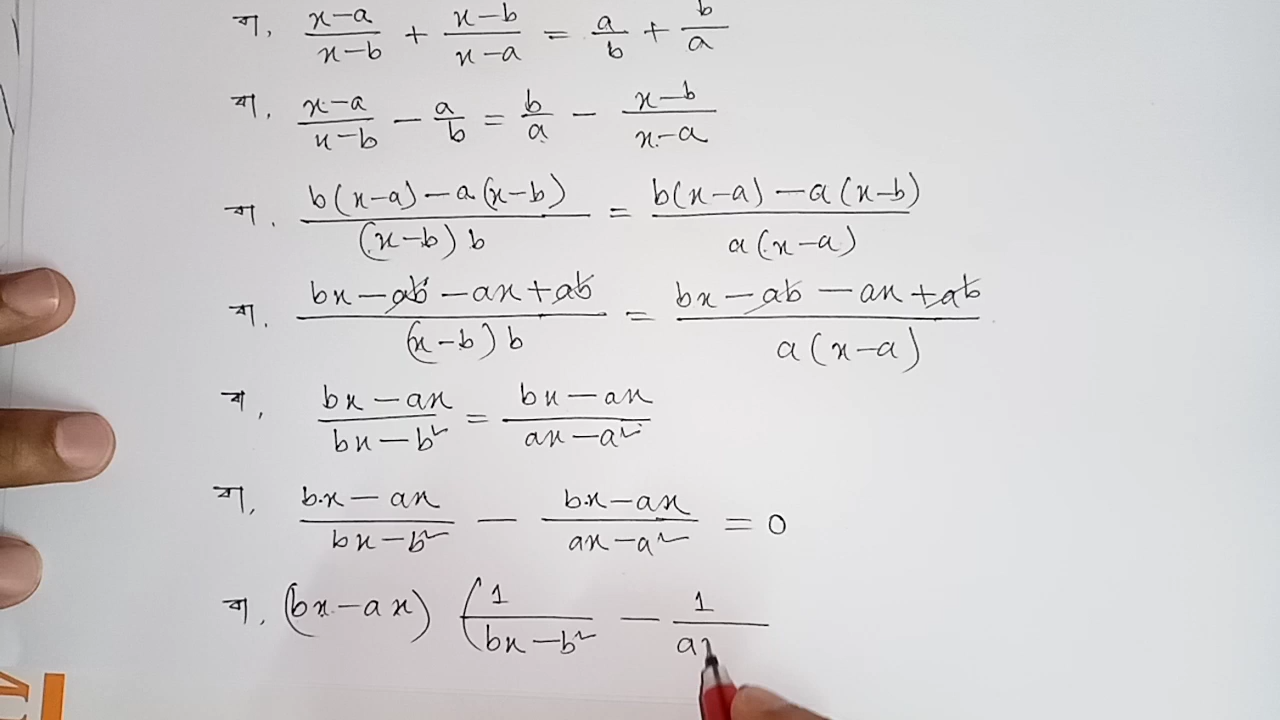 বা, (x-a)/(x-b) + (x-b)/(x-a) = a/b + b/a
বা, (x-a)/(x-b) - a/b = b/a - (x-b)/(x-a)
বা, (b(x-a)-a(x-b))/((x-b)b) = (b(x-a)-a(x-b))/(a(x-a))
বা, (bx-ab-ax+ab)/((x-b)b) = (bx-ab-ax+ab)/(a(x-a))
বা, (bx-ax)/(bx-b²) = (bx-ax)/(ax-a²)
বা, (bx-ax)/(bx-b²) - (bx-ax)/(ax-a²) = 0
বা, (bx-ax) (1/(bx-b²) - 1/(ax